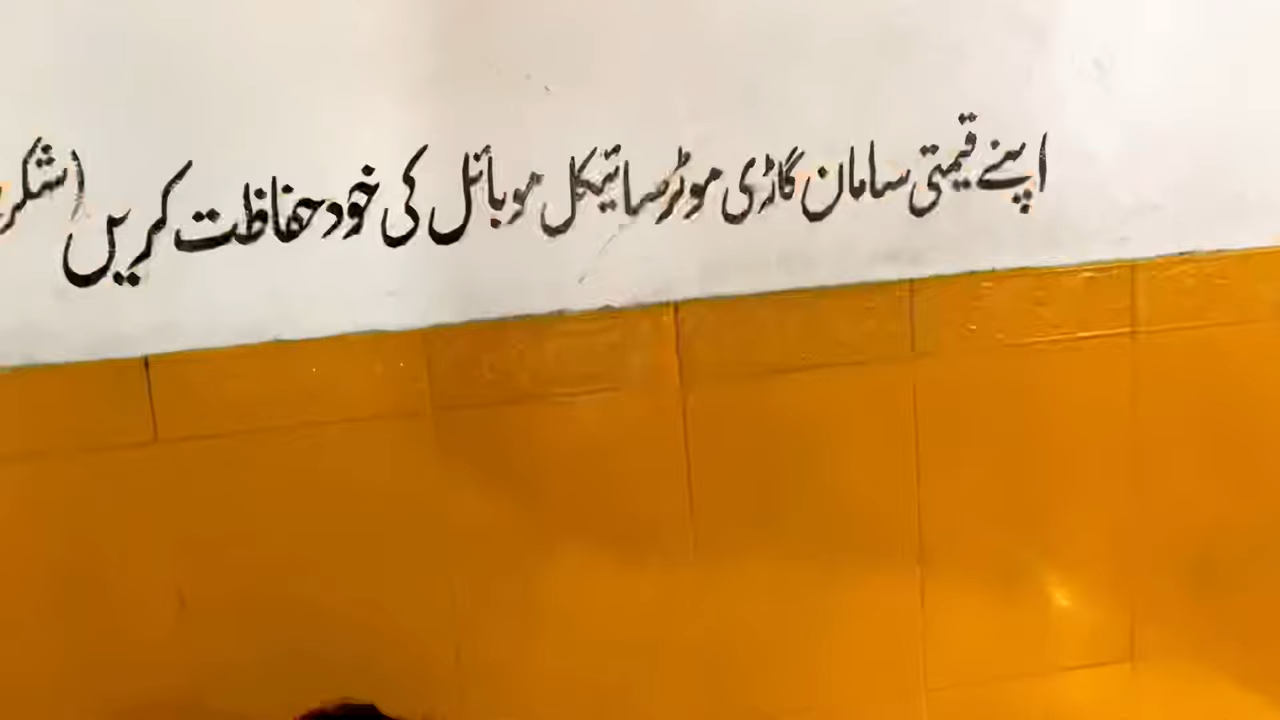 اپنے قیمتی سامان گاڑی موٹرسائیکل موبائل کی خود حفاظت کریں